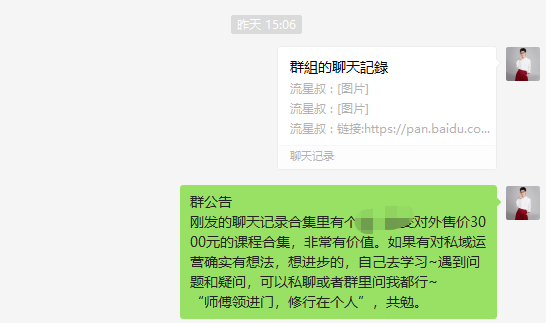 昨天 15:06
群組的聊天記錄
流星叔：[图片]
流星叔：[图片]
流星叔：链接:https://pan.baidu.co...
聊天记录
群公告
刚发的聊天记录合集里有个
对外售价30
00元的课程合集，非常有价值。如果有对私域运
营确实有想法，想进步的，自己去学习~遇到问
题和疑问，可以私聊或者群里问我都行~
“师傅领进门，修行在个人”，共勉。